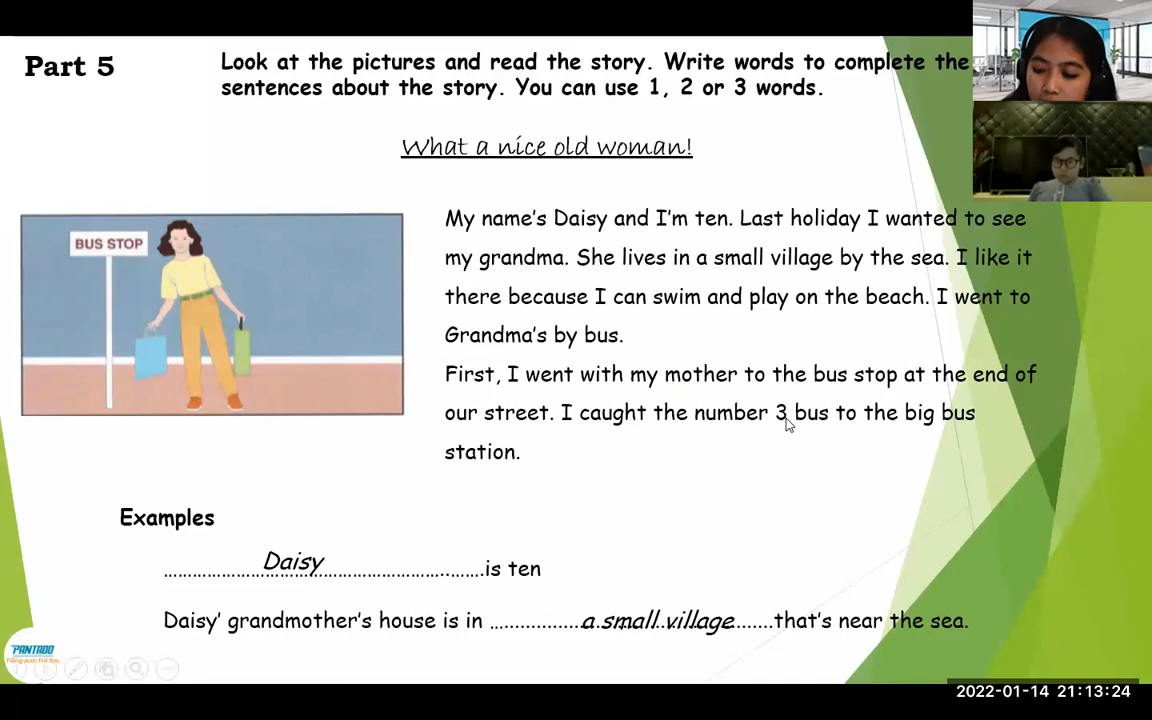 Part 5
Look at the pictures and read the story. Write words to complete the
sentences about the story. You can use 1, 2 or 3 words.
What a nice old woman!
BUS STOP
My name's Daisy and I'm ten. Last holiday I wanted to see
my grandma. She lives in a small village by the sea. I like it
there because I can swim and play on the beach. I went to
Grandma's by bus.
First, I went with my mother to the bus stop at the end of
our street. I caught the number 3 bus to the big bus
station.
Examples
Daisy is ten
Daisy' grandmother's house is in a small village that's near the sea.
PANTADO
Tiếng Anh Trẻ Em
2022-01-14 21:13:24